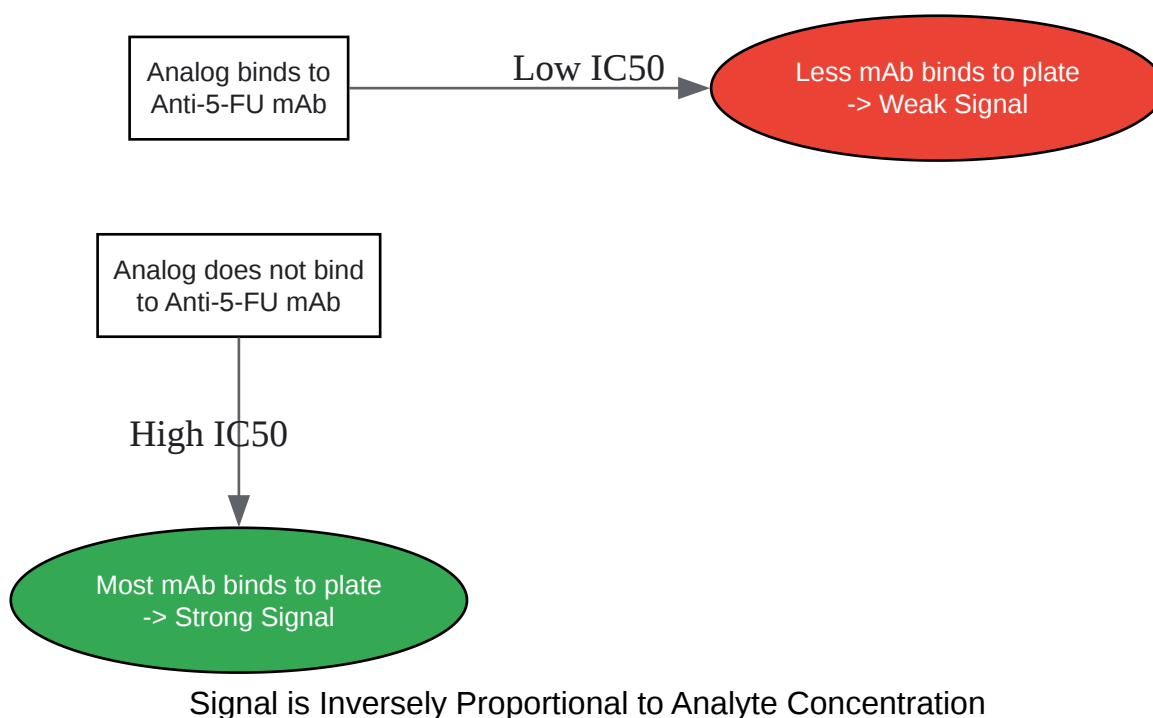 Analog binds to
Anti-5-FU mAb
Low IC50
Less mAb binds to plate
-> Weak Signal
Analog does not bind
to Anti-5-FU mAb
High IC50
Most mAb binds to plate
-> Strong Signal
Signal is Inversely Proportional to Analyte Concentration